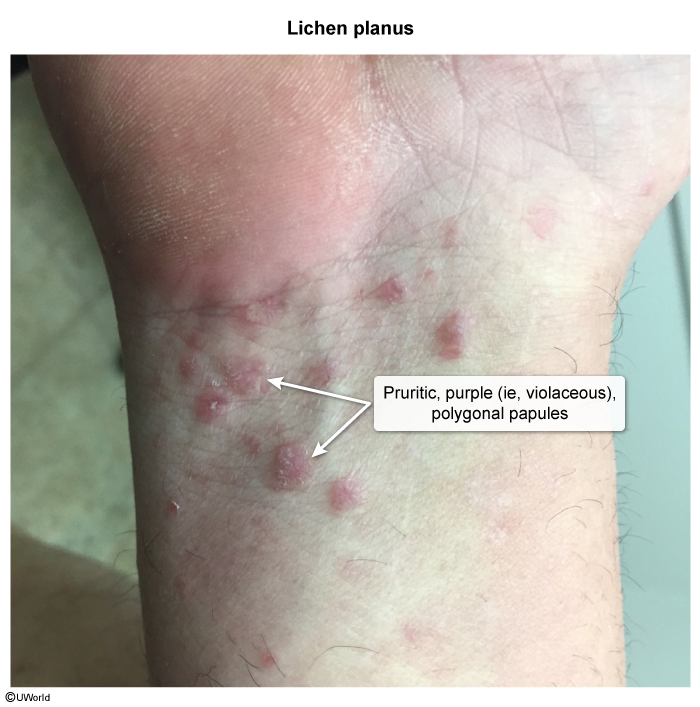 Lichen planus
Pruritic, purple (ie, violaceous),
polygonal papules
©UWorld